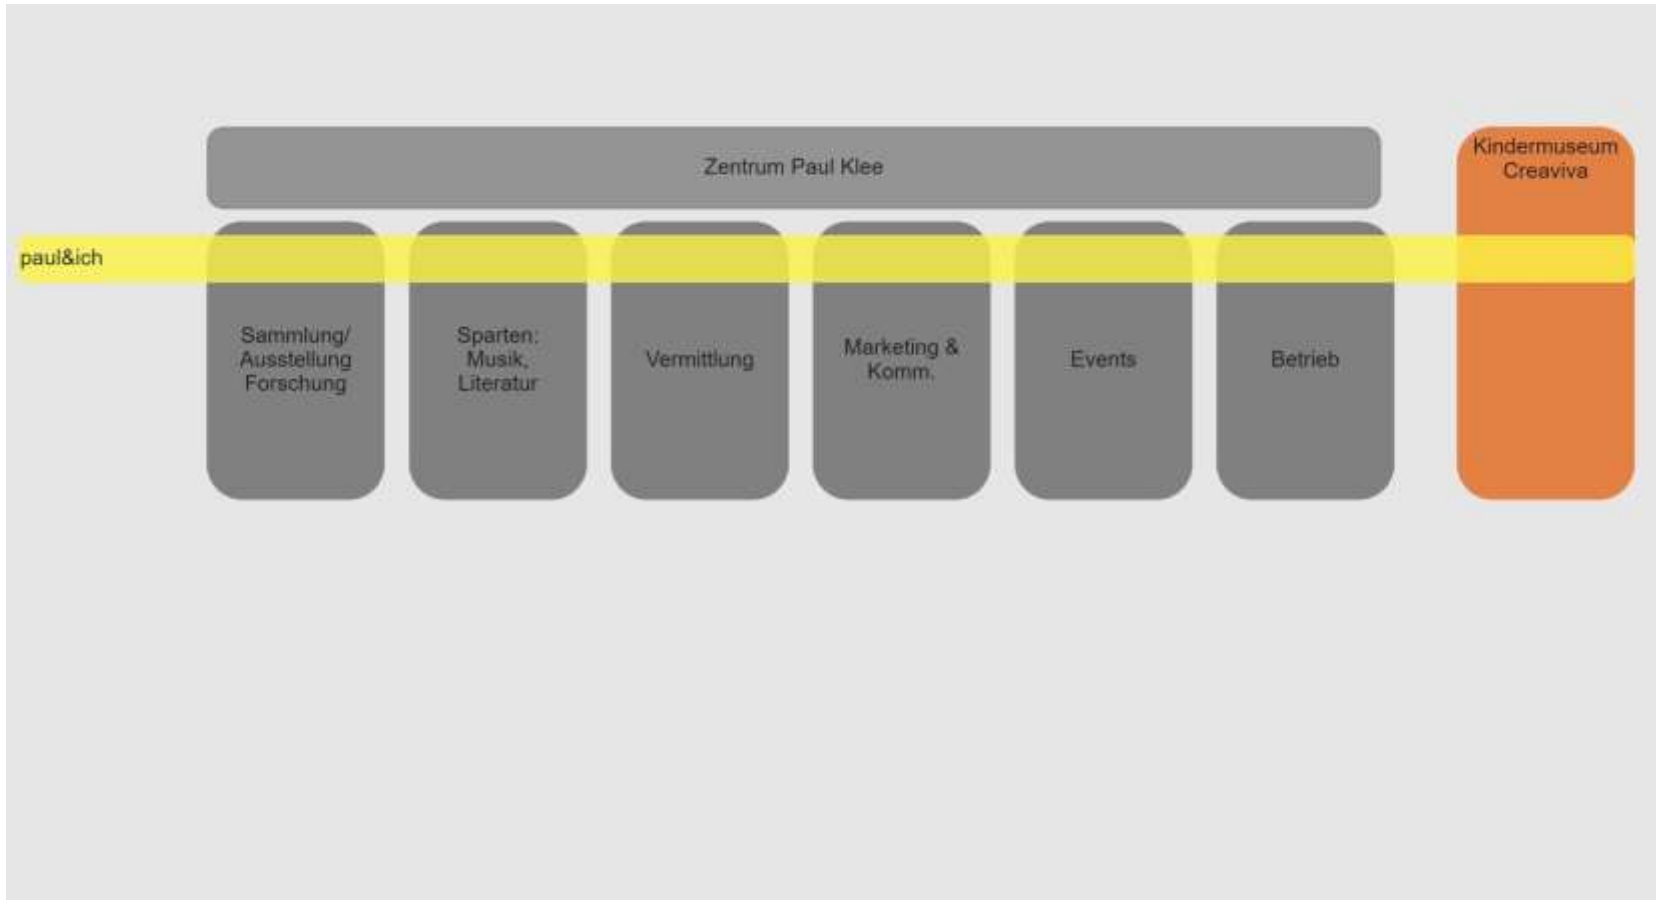 Zentrum Paul Klee
Kindermuseum
Creaviva
paul&ich
Sammlung/
Ausstellung
Forschung
Sparten:
Musik,
Literatur
Vermittlung
Marketing &
Komm.
Events
Betrieb